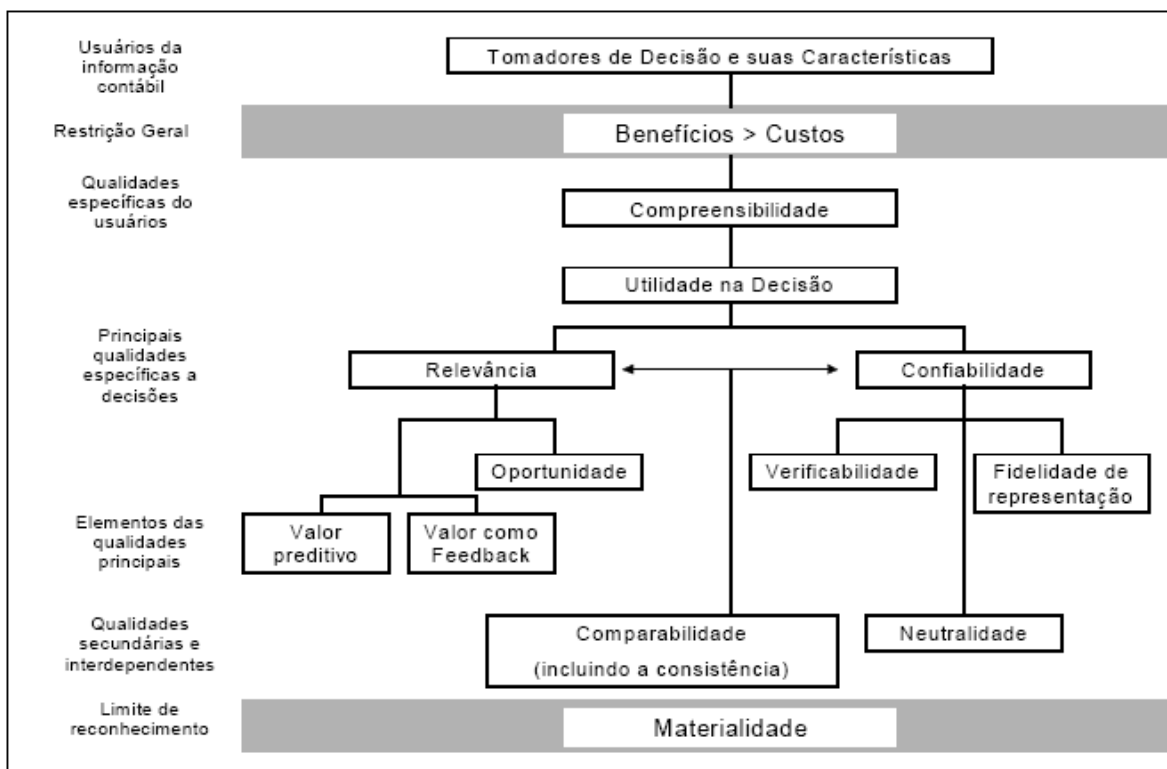 Usuários da
informação
contábil
Tomadores de Decisão e suas Características
Restrição Geral
Benefícios > Custos
Qualidades
específicas do
usuários
Compreensibilidade
Utilidade na Decisão
Principais
qualidades
específicas a
decisões
Relevância
Confiabilidade
Oportunidade
Verificabilidade
Fidelidade de
representação
Elementos das
qualidades
principais
Valor
preditivo
Valor como
Feedback
Qualidades
secundárias e
interdependentes
Comparabilidade
(incluindo a consistência)
Neutralidade
Limite de
reconhecimento
Materialidade